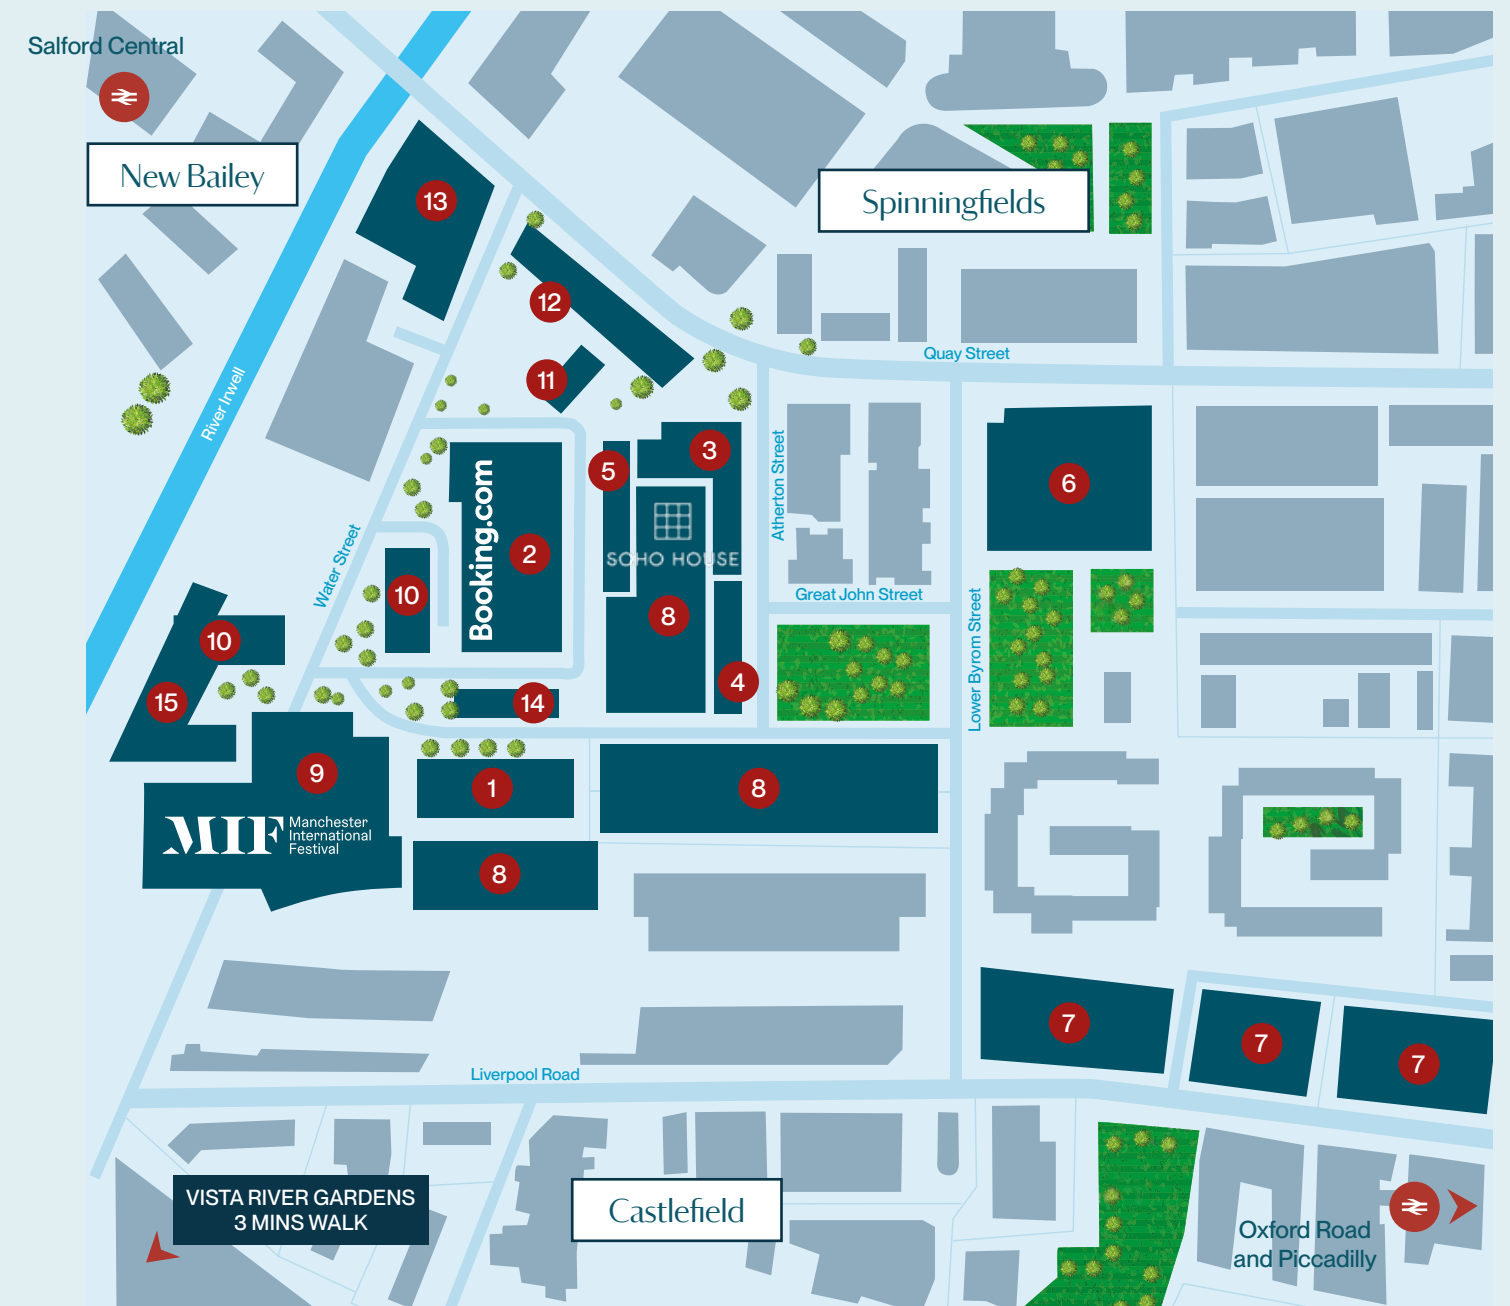 Salford Central
New Bailey
Spinningfields
13
12
Quay Street
11
River Irwell
3
5
6
Atherton Street
Booking.com
2
SOHO HOUSE
Water Street
10
Great John Street
8
10
Lower Byrom Street
4
15
14
9
1
8
MIF
Manchester
International
Festival
8
7
7
7
Liverpool Road
VISTA RIVER GARDENS
3 MINS WALK
Castlefield
Oxford Road
and Piccadilly